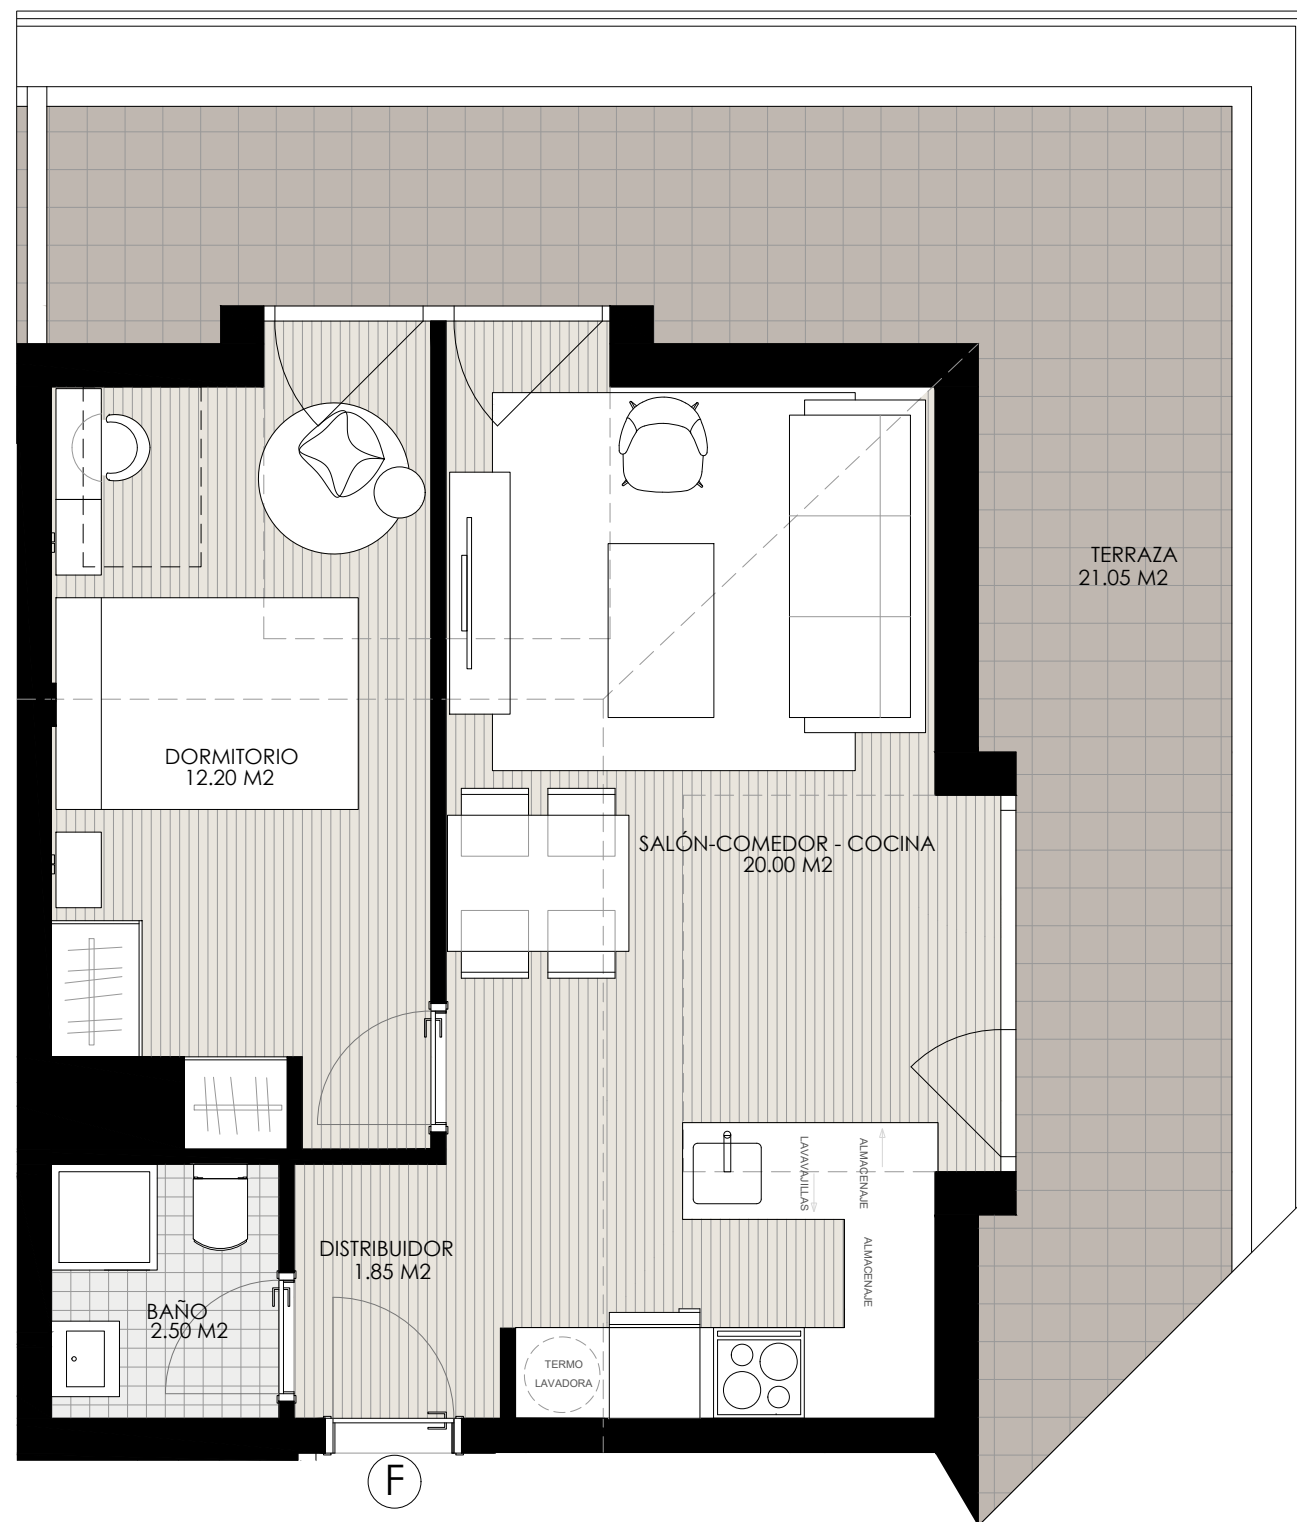 TERRAZA
21.05 M2
DORMITORIO
12.20 M2
SALÓN-COMEDOR - COCINA
20.00 M2
LAVAVAJILLAS
ALMACENAJE
ALMACENAJE
DISTRIBUIDOR
1.85 M2
BAÑO
2.50 M2
TERMO
LAVADORA
F